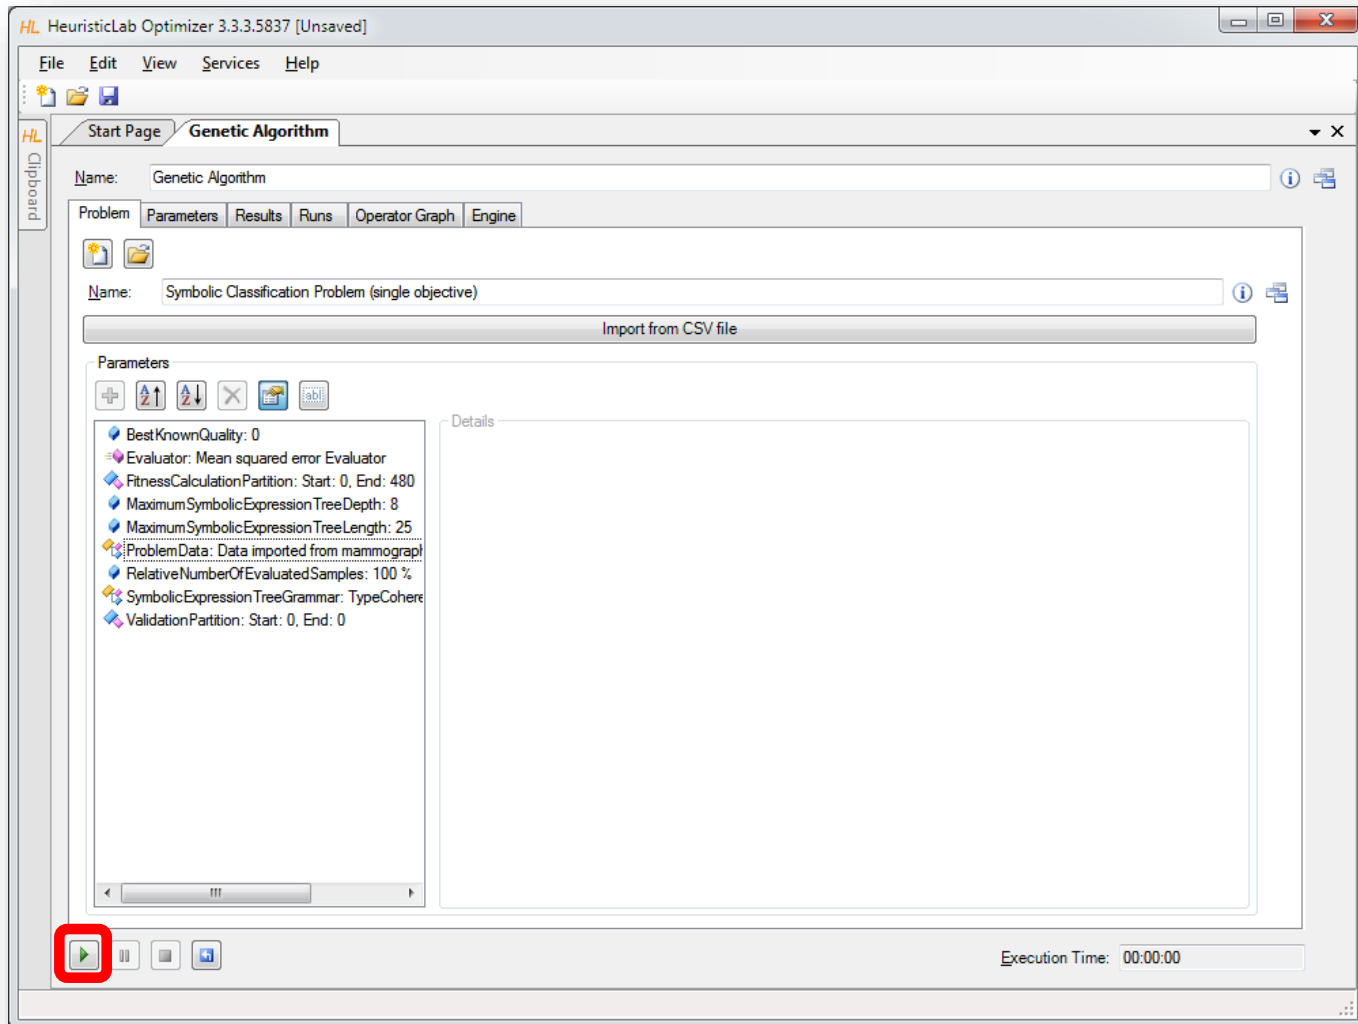 HL HeuristicLab Optimizer 3.3.3.5837 [Unsaved]
File Edit View Services Help
HL Clipboard
Start Page Genetic Algorithm
Name: Genetic Algorithm
Problem Parameters Results Runs Operator Graph Engine
Name: Symbolic Classification Problem (single objective)
Import from CSV file
Parameters
A Z A Z abl
Details
BestKnownQuality: 0
Evaluator: Mean squared error Evaluator
FitnessCalculationPartition: Start: 0, End: 480
MaximumSymbolicExpressionTreeDepth: 8
MaximumSymbolicExpressionTreeLength: 25
ProblemData: Data imported from mammograph
RelativeNumberOfEvaluatedSamples: 100 %
SymbolicExpressionTreeGrammar: TypeCohere
ValidationPartition: Start: 0, End: 0
Execution Time: 00:00:00